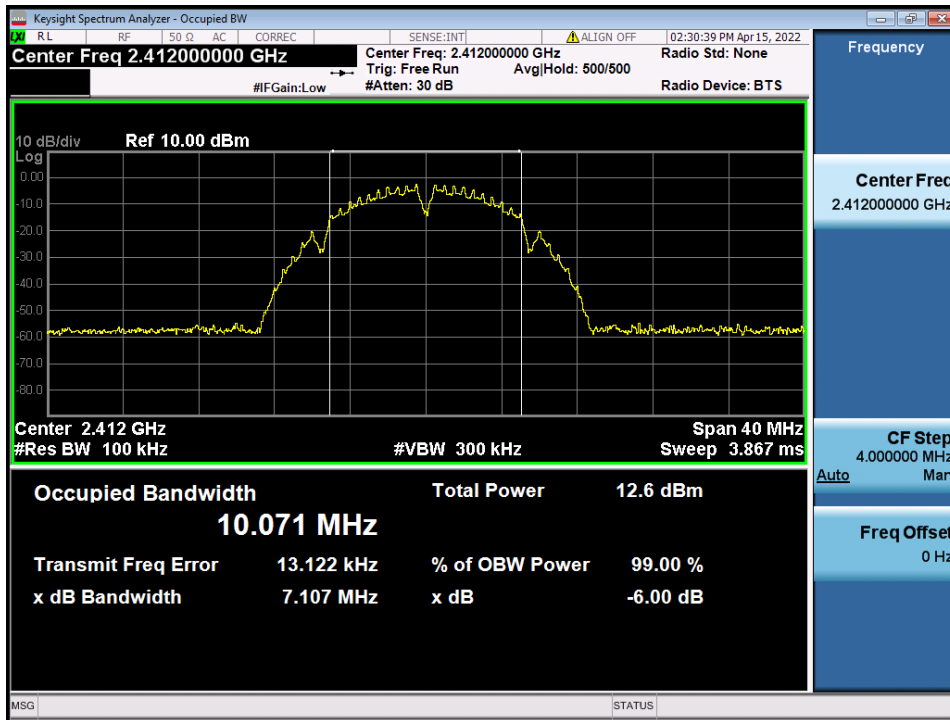 Keysight Spectrum Analyzer - Occupied BW
LXI RL RF 50 Ω AC CORREC SENSE:INT ALIGN OFF 02:30:39 PM Apr 15, 2022
Center Freq 2.412000000 GHz
Center Freq: 2.412000000 GHz Radio Std: None
Trig: Free Run Avg|Hold: 500/500
#IFGain:Low #Atten: 30 dB Radio Device: BTS
10 dB/div Ref 10.00 dBm
Log
0.00
-10.0
-20.0
-30.0
-40.0
-50.0
-60.0
-70.0
-80.0
Center 2.412 GHz Span 40 MHz
#Res BW 100 kHz #VBW 300 kHz Sweep 3.867 ms
Occupied Bandwidth Total Power 12.6 dBm
10.071 MHz
Transmit Freq Error 13.122 kHz % of OBW Power 99.00 %
x dB Bandwidth 7.107 MHz x dB -6.00 dB
Frequency
Center Freq
2.412000000 GHz
CF Step
4.000000 MHz
Auto Man
Freq Offset
0 Hz
MSG STATUS